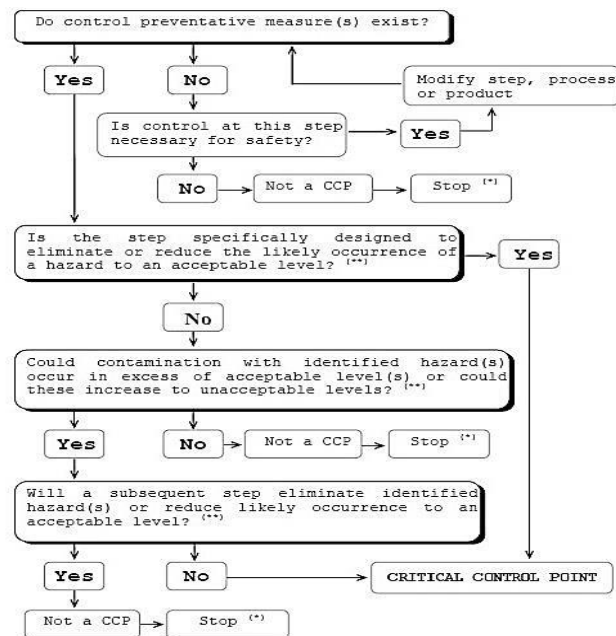 Do control preventative measure(s) exist?
Yes
No
Modify step, process
or product
Is control at this step
necessary for safety?
Yes
No
Not a CCP
Stop (*)
Is the step specifically designed to
eliminate or reduce the likely occurrence of
a hazard to an acceptable level? (**)
Yes
No
Could contamination with identified hazard(s)
occur in excess of acceptable level(s) or could
these increase to unacceptable levels? (**)
Yes
No
Not a CCP
Stop (*)
Will a subsequent step eliminate identified
hazard(s) or reduce likely occurrence to an
acceptable level? (**)
Yes
No
CRITICAL CONTROL POINT
Not a CCP
Stop (*)